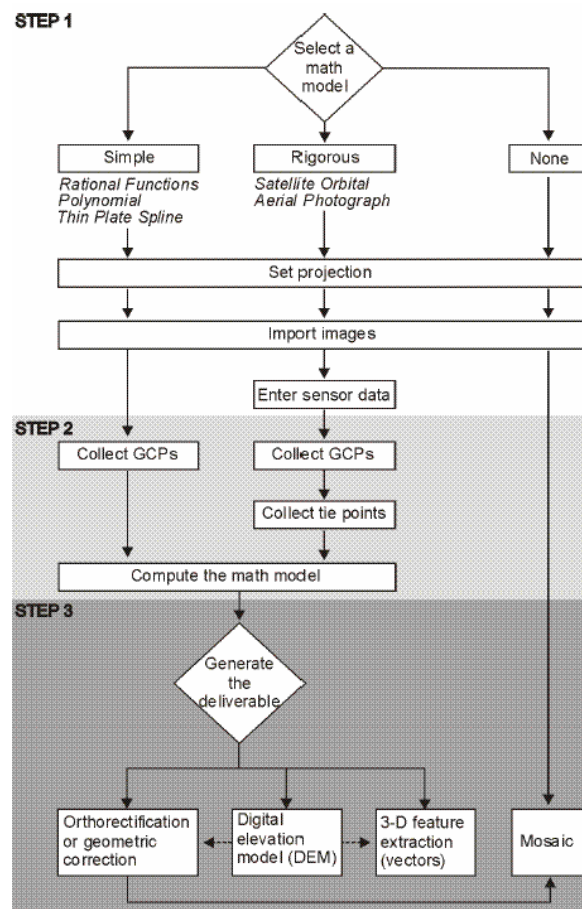 STEP 1
Select a
math
model
Simple
Rigorous
None
Rational Functions
Polynomial
Thin Plate Spline
Satellite Orbital
Aerial Photograph
Set projection
Import images
Enter sensor data
STEP 2
Collect GCPs
Collect GCPs
Collect tie points
Compute the math model
STEP 3
Generate
the
deliverable
Orthorectification
or geometric
correction
Digital
elevation
model (DEM)
3-D feature
extraction
(vectors)
Mosaic